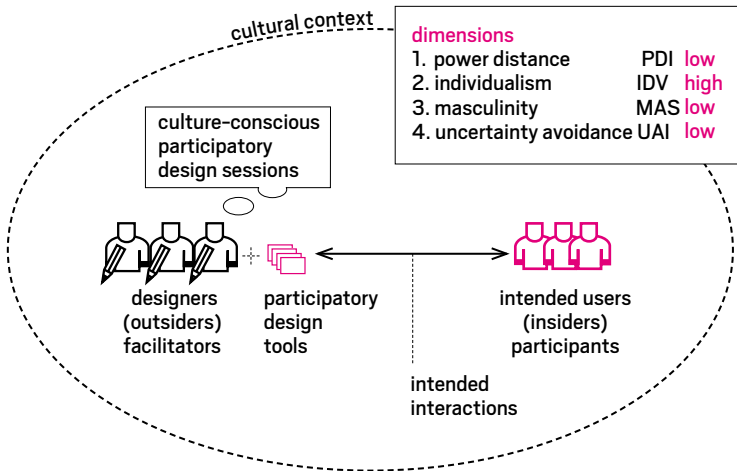 cultural context
dimensions
1. power distance PDI low
2. individualism IDV high
3. masculinity MAS low
4. uncertainty avoidance UAI low
culture-conscious
participatory
design sessions
designers
(outsiders)
facilitators
participatory
design
tools
intended users
(insiders)
participants
intended
interactions